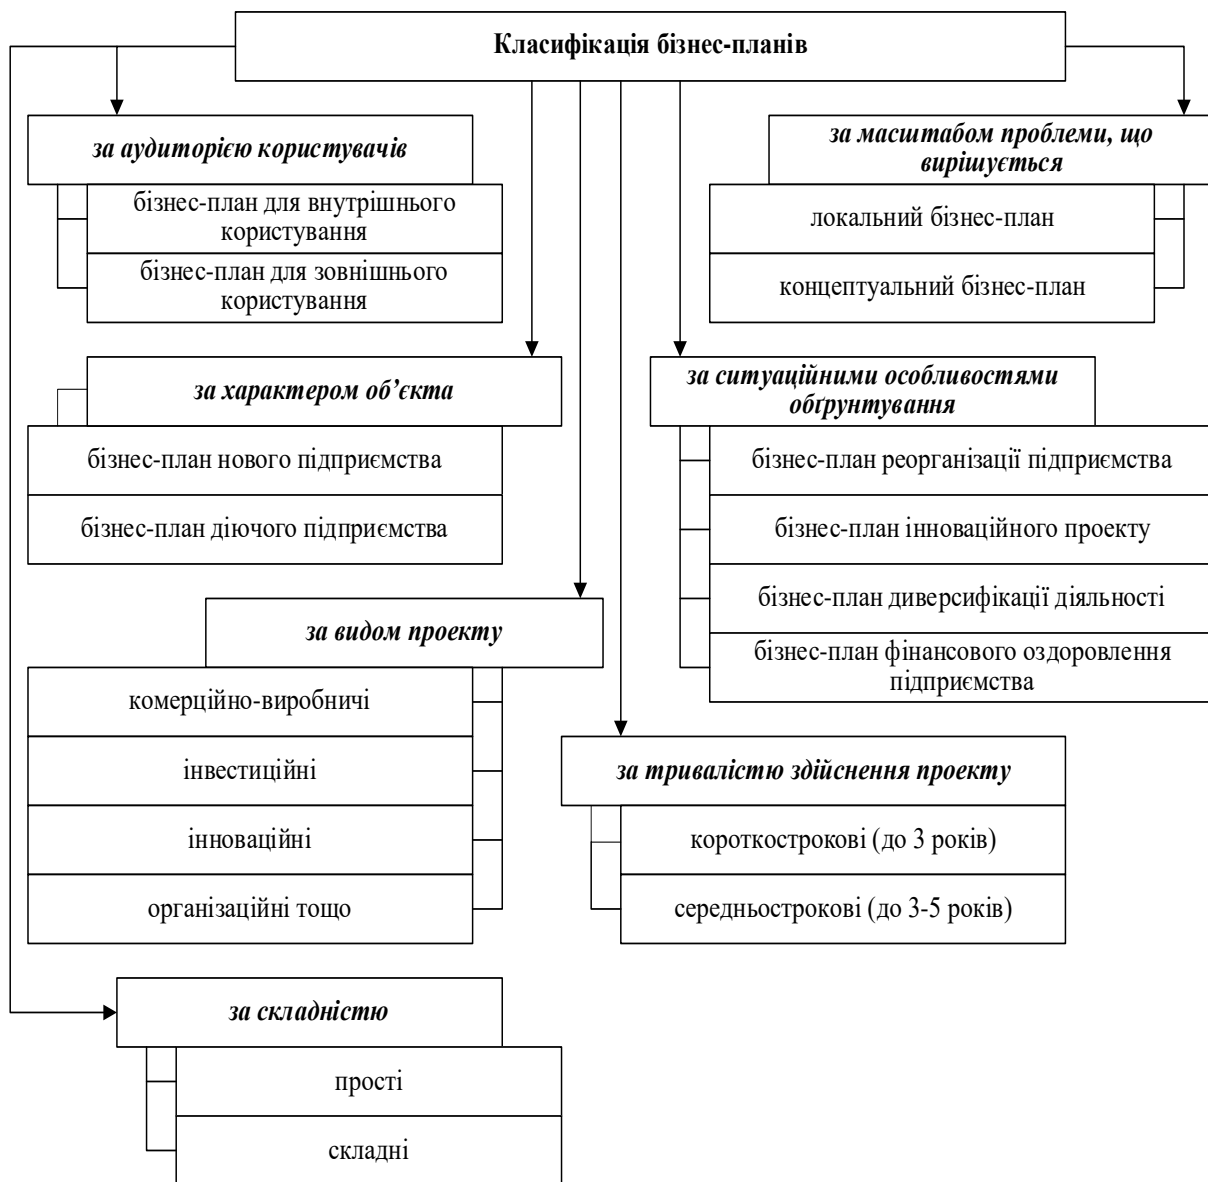 Класифікація бізнес-планів
за аудиторією користувачів
бізнес-план для внутрішнього
користування
бізнес-план для зовнішнього
користування
за масштабом проблеми, що
вирішується
локальний бізнес-план
концептуальний бізнес-план
за характером об’єкта
бізнес-план нового підприємства
бізнес-план діючого підприємства
за ситуаційними особливостями
обґрунтування
бізнес-план реорганізації підприємства
бізнес-план інноваційного проекту
бізнес-план диверсифікації діяльності
бізнес-план фінансового оздоровлення
підприємства
за видом проекту
комерційно-виробничі
інвестиційні
інноваційні
організаційні тощо
за тривалістю здійснення проекту
короткострокові (до 3 років)
середньострокові (до 3-5 років)
за складністю
прості
складні